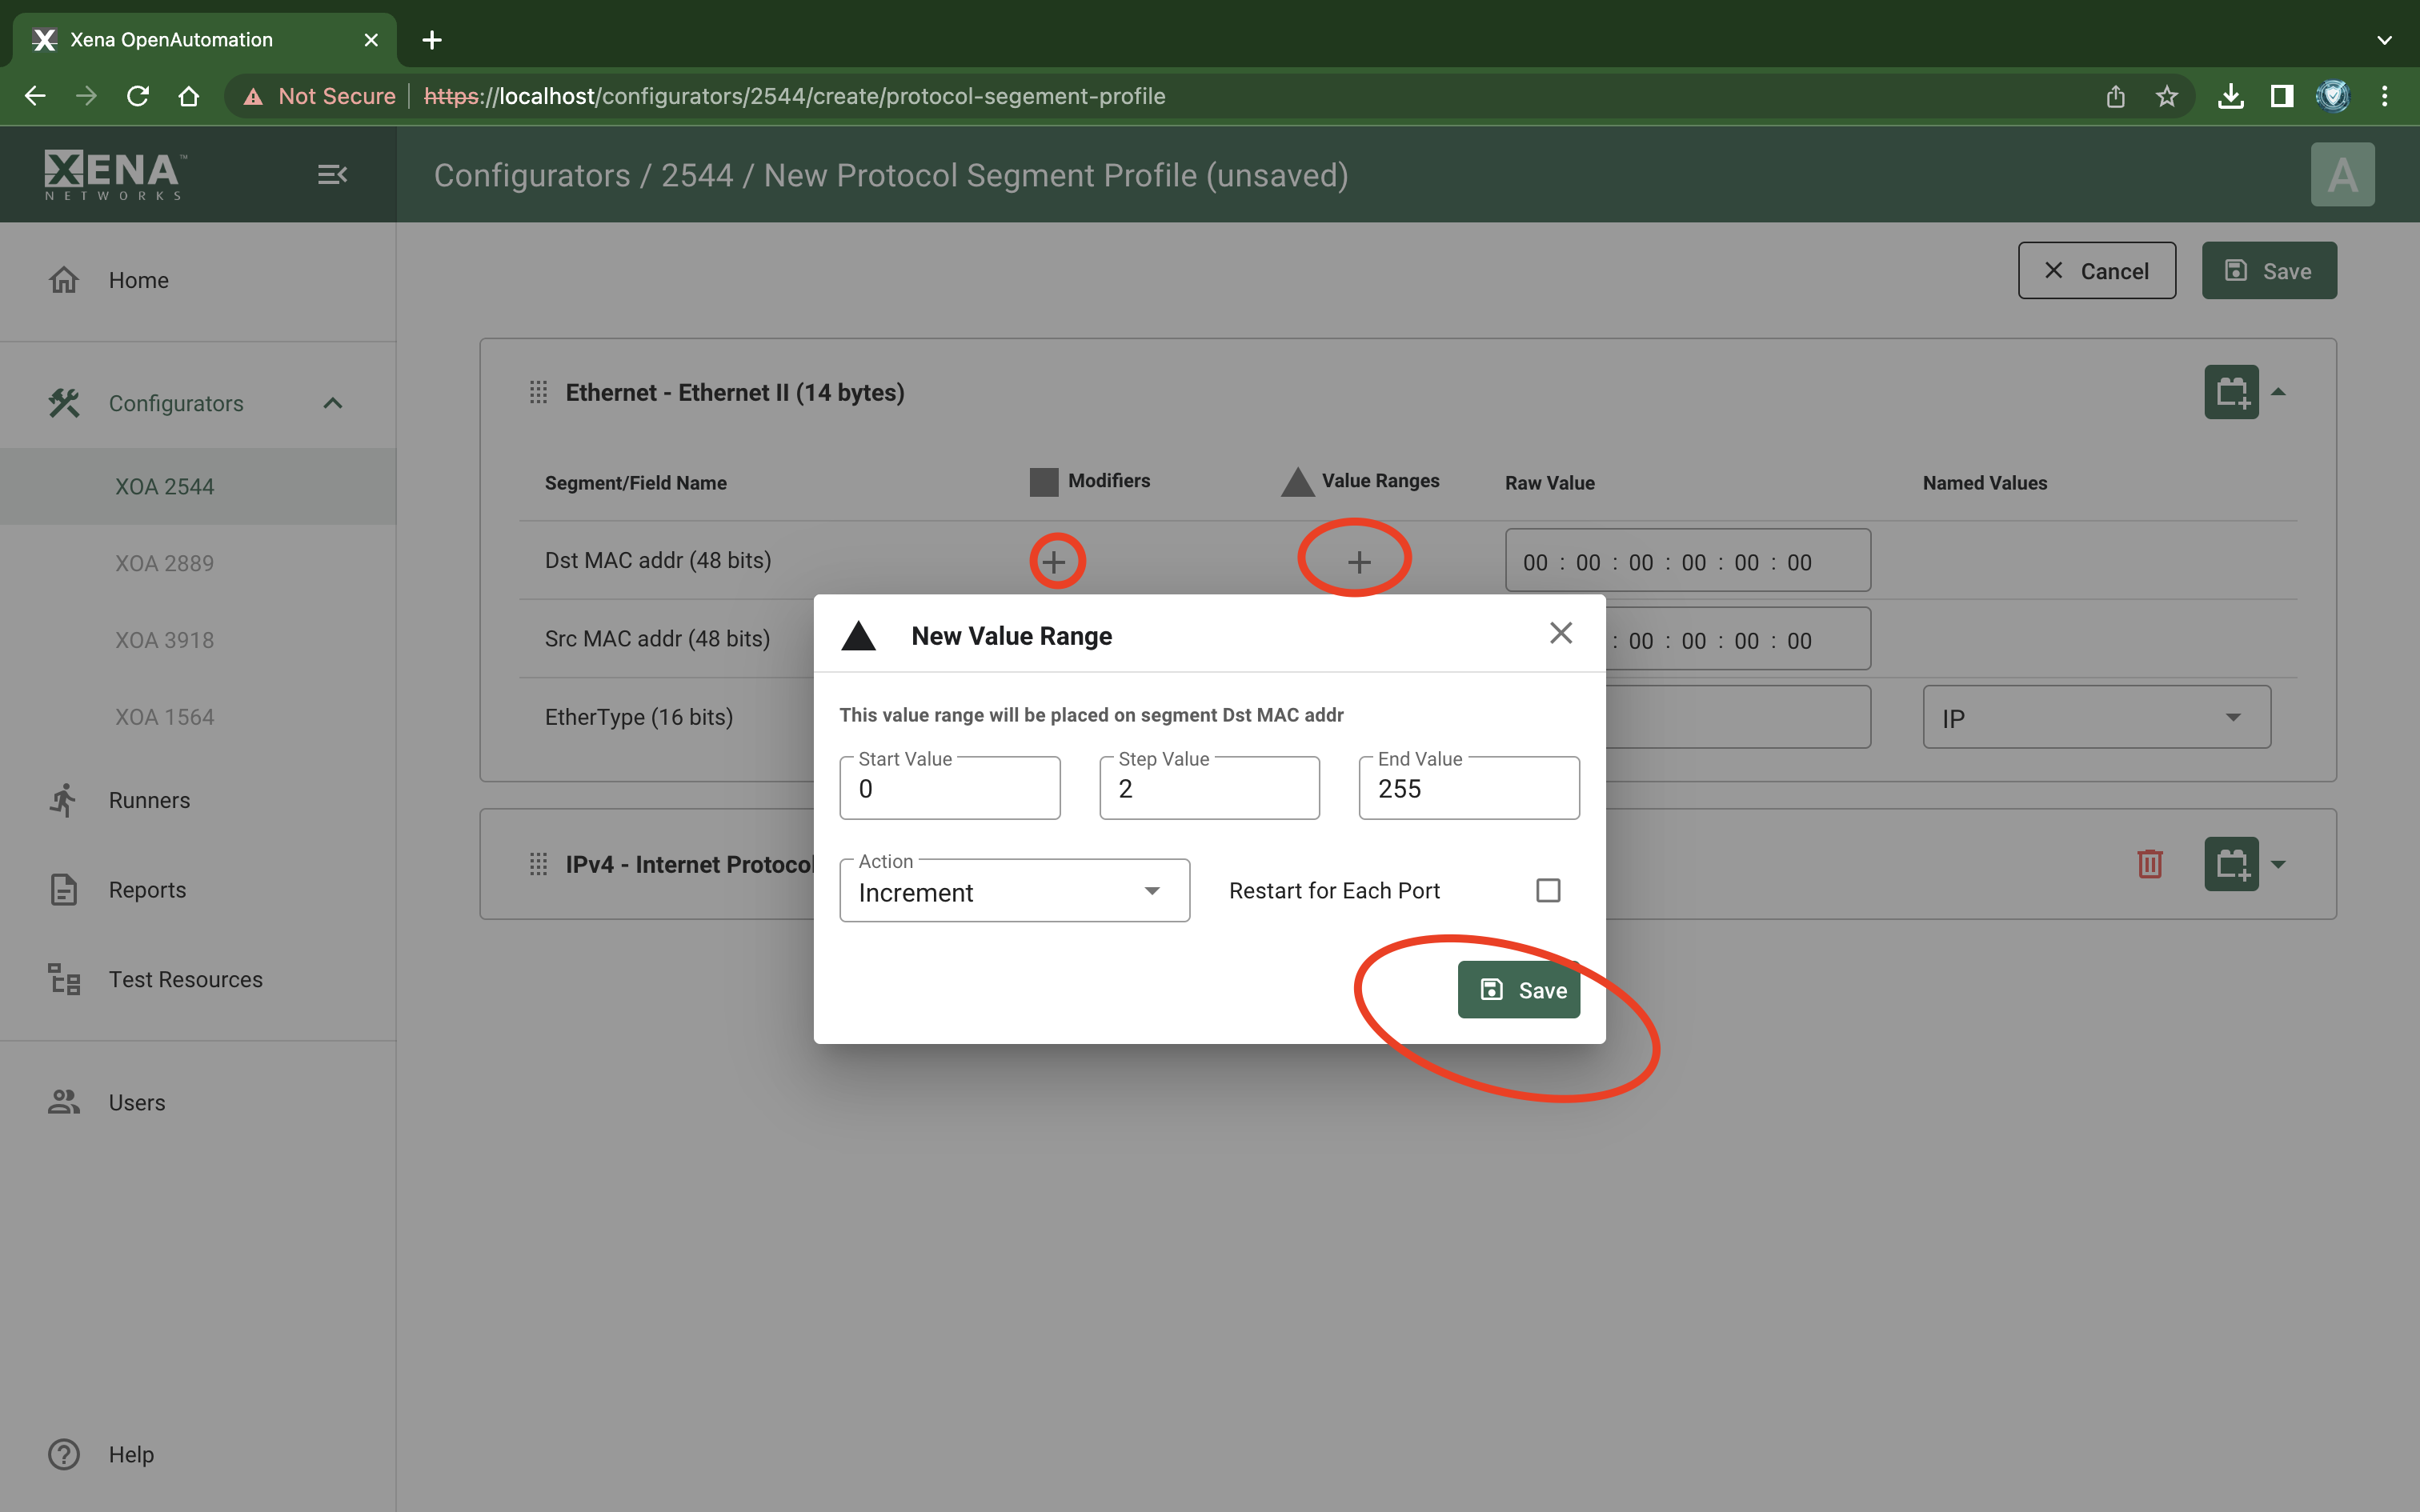 Xena OpenAutomation
Not Secure https://localhost/configurators/2544/create/protocol-segement-profile
XENA™
NETWORKS
Configurators / 2544 / New Protocol Segment Profile (unsaved)
A
Home
Cancel
Save
Configurators
XOA 2544
XOA 2889
XOA 3918
XOA 1564
Runners
Reports
Test Resources
Users
Help
Ethernet - Ethernet II (14 bytes)
Segment/Field Name Modifiers Value Ranges Raw Value Named Values
Dst MAC addr (48 bits) 00 : 00 : 00 : 00 : 00 : 00
Src MAC addr (48 bits) : 00 : 00 : 00 : 00
EtherType (16 bits) IP
IPv4 - Internet Protocol
New Value Range
This value range will be placed on segment Dst MAC addr
Start Value Step Value End Value
0 2 255
Action
Increment Restart for Each Port
Save